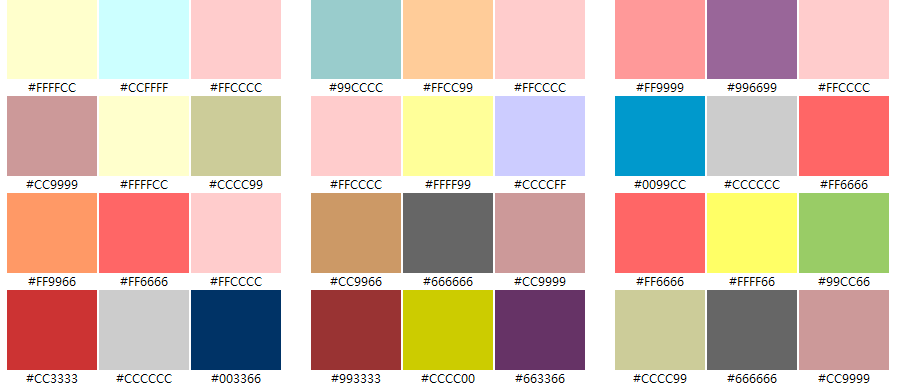 #FFFFCC #CCFFFF #FFCCCC #99CCCC #FFCC99 #FFCCCC #FF9999 #996699 #FFCCCC
#CC9999 #FFFFCC #CCCC99 #FFCCCC #FFFF99 #CCCCFF #0099CC #CCCCCC #FF6666
#FF9966 #FF6666 #FFCCCC #CC9966 #666666 #CC9999 #FF6666 #FFFF66 #99CC66
#CC3333 #CCCCCC #003366 #993333 #CCCC00 #663366 #CCCC99 #666666 #CC9999